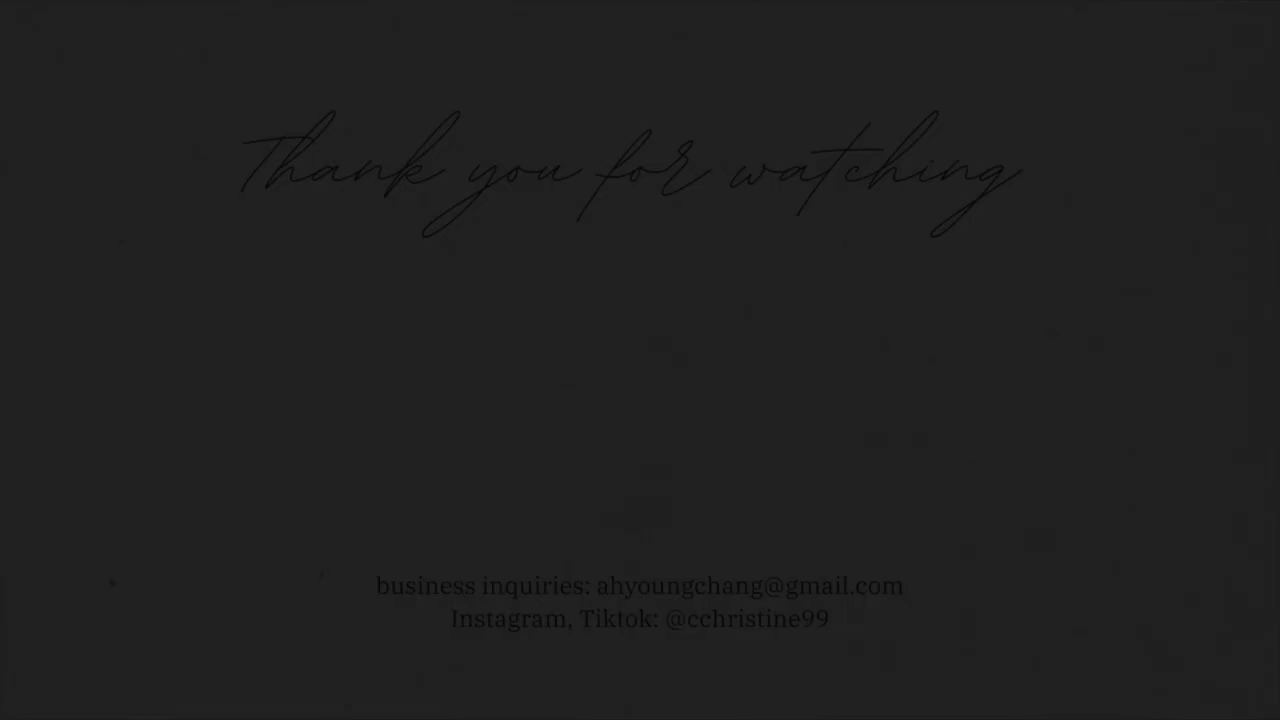 Thank you for watching
business inquiries: ahyoungchang@gmail.com
Instagram, Tiktok: @cchristine99